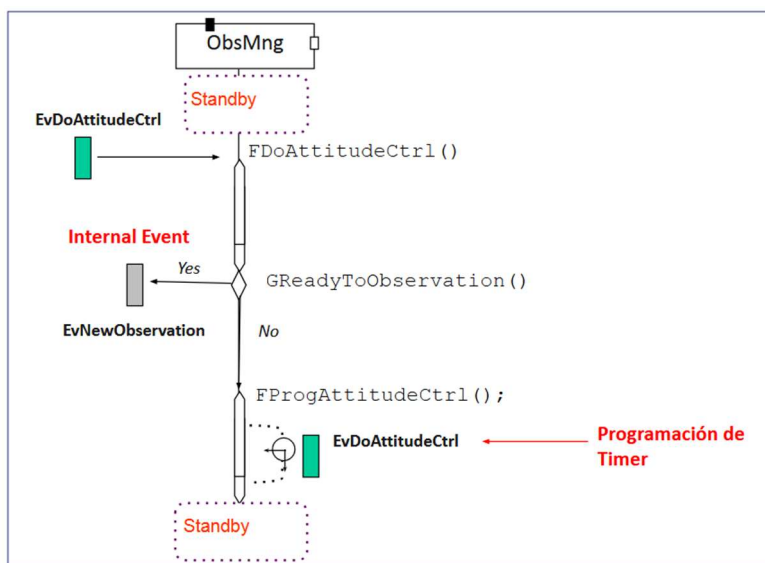 ObsMng
Standby
EvDoAttitudeCtrl
FDoAttitudeCtrl()
Internal Event
Yes
GReadyToObservation()
EvNewObservation
No
FProgAttitudeCtrl();
EvDoAttitudeCtrl
Programación de
Timer
Standby